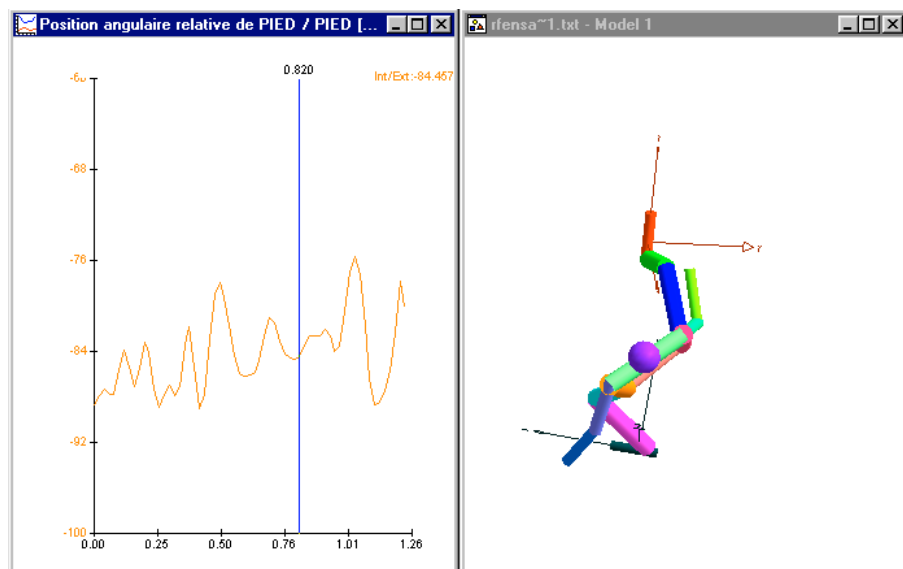 Position angulaire relative de PIED / PIED [...
rfensa~1.txt - Model 1
0.820
Int/Ext:-84.457
-68
-76
-84
-92
-100
0.00 0.25 0.50 0.76 1.01 1.26
Y